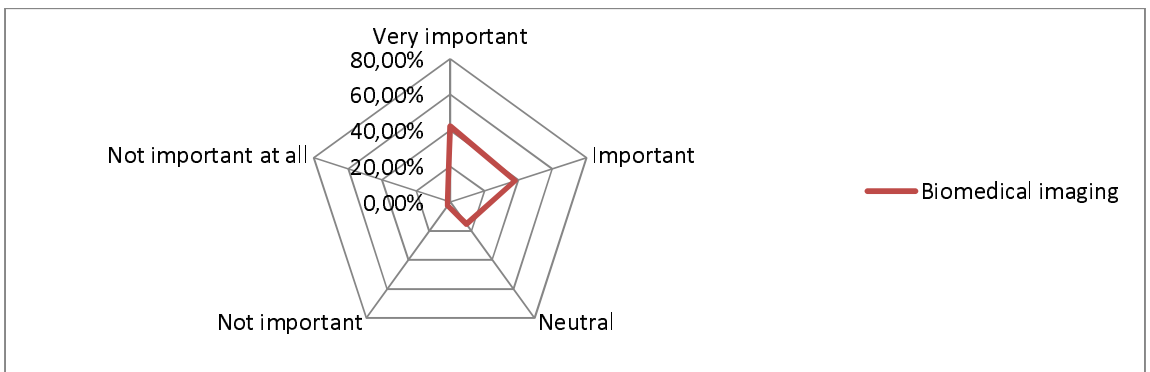 Very important
80,00%
60,00%
40,00%
20,00%
0,00%
Not important at all
Important
Not important
Neutral
Biomedical imaging